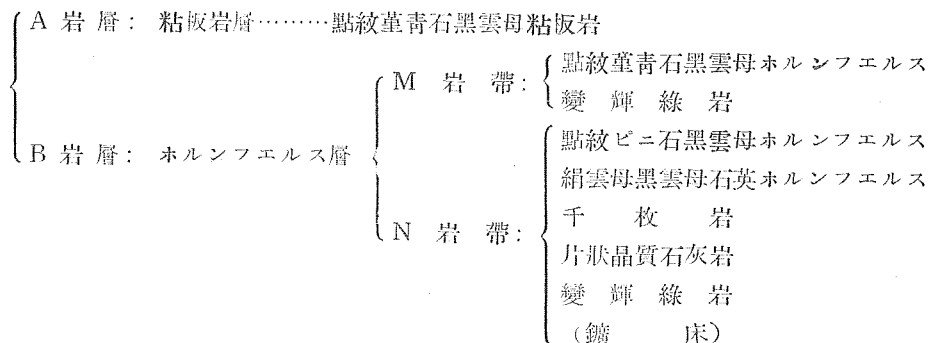 A 岩層： 粘板岩層………點紋菫靑石黑雲母粘板岩
B 岩層： ホルンフエルス層
M 岩帶：
點紋菫靑石黑雲母ホルンフエルス
變輝綠岩
N 岩帶：
點紋ピニ石黑雲母ホルンフエルス
絹雲母黑雲母石英ホルンフエルス
千枚岩
片狀晶質石灰岩
變輝綠岩
（鑛床）